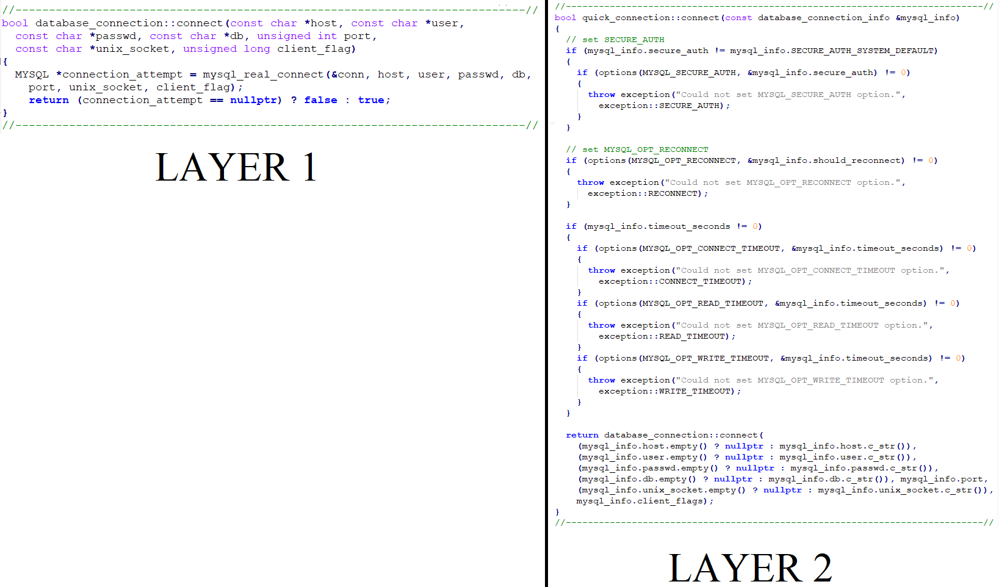 //----------------------------------------------------------------------------//
bool database_connection::connect(const char *host, const char *user,
  const char *passwd, const char *db, unsigned int port,
  const char *unix_socket, unsigned long client_flag)
{
  MYSQL *connection_attempt = mysql_real_connect(&conn, host, user, passwd, db,
    port, unix_socket, client_flag);
    return (connection_attempt == nullptr) ? false : true;
}
//----------------------------------------------------------------------------//
LAYER 1
//----------------------------------------------------------------------------//
bool quick_connection::connect(const database_connection_info &mysql_info)
{
  // set SECURE_AUTH
  if (mysql_info.secure_auth != mysql_info.SECURE_AUTH_SYSTEM_DEFAULT)
  {
    if (options(MYSQL_SECURE_AUTH, &mysql_info.secure_auth) != 0)
    {
      throw exception("Could not set MYSQL_SECURE_AUTH option.",
        exception::SECURE_AUTH);
    }
  }
  // set MYSQL_OPT_RECONNECT
  if (options(MYSQL_OPT_RECONNECT, &mysql_info.should_reconnect) != 0)
  {
    throw exception("Could not set MYSQL_OPT_RECONNECT option.",
      exception::RECONNECT);
  }
  if (mysql_info.timeout_seconds != 0)
  {
    if (options(MYSQL_OPT_CONNECT_TIMEOUT, &mysql_info.timeout_seconds) != 0)
    {
      throw exception("Could not set MYSQL_OPT_CONNECT_TIMEOUT option.",
        exception::CONNECT_TIMEOUT);
    }
    if (options(MYSQL_OPT_READ_TIMEOUT, &mysql_info.timeout_seconds) != 0)
    {
      throw exception("Could not set MYSQL_OPT_READ_TIMEOUT option.",
        exception::READ_TIMEOUT);
    }
    if (options(MYSQL_OPT_WRITE_TIMEOUT, &mysql_info.timeout_seconds) != 0)
    {
      throw exception("Could not set MYSQL_OPT_WRITE_TIMEOUT option.",
        exception::WRITE_TIMEOUT);
    }
  }
  return database_connection::connect(
    (mysql_info.host.empty() ? nullptr : mysql_info.host.c_str()),
    (mysql_info.user.empty() ? nullptr : mysql_info.user.c_str()),
    (mysql_info.passwd.empty() ? nullptr : mysql_info.passwd.c_str()),
    (mysql_info.db.empty() ? nullptr : mysql_info.db.c_str()), mysql_info.port,
    (mysql_info.unix_socket.empty() ? nullptr : mysql_info.unix_socket.c_str()),
    mysql_info.client_flags);
}
//----------------------------------------------------------------------------//
LAYER 2